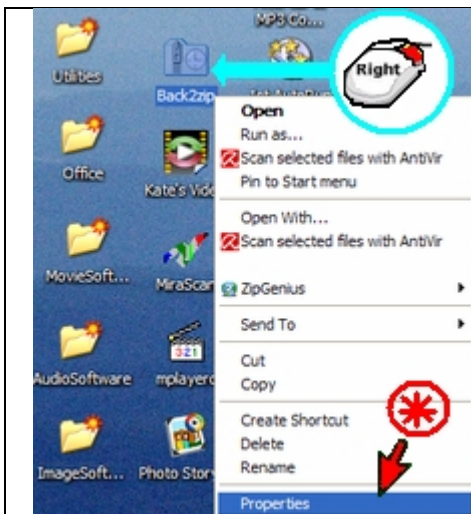 MP3 Co...
Utilities
Back2zip
Right
Open
Run as...
Scan selected files with AntiVir
Pin to Start menu
Office
Kate's Vide
Open With...
Scan selected files with AntiVir
MovieSoft...
MiraScan
ZipGenius
Send To
Cut
Copy
321
AudioSoftware
mplayerc
Create Shortcut
Delete
Rename
ImageSoft...
Photo Story
Properties